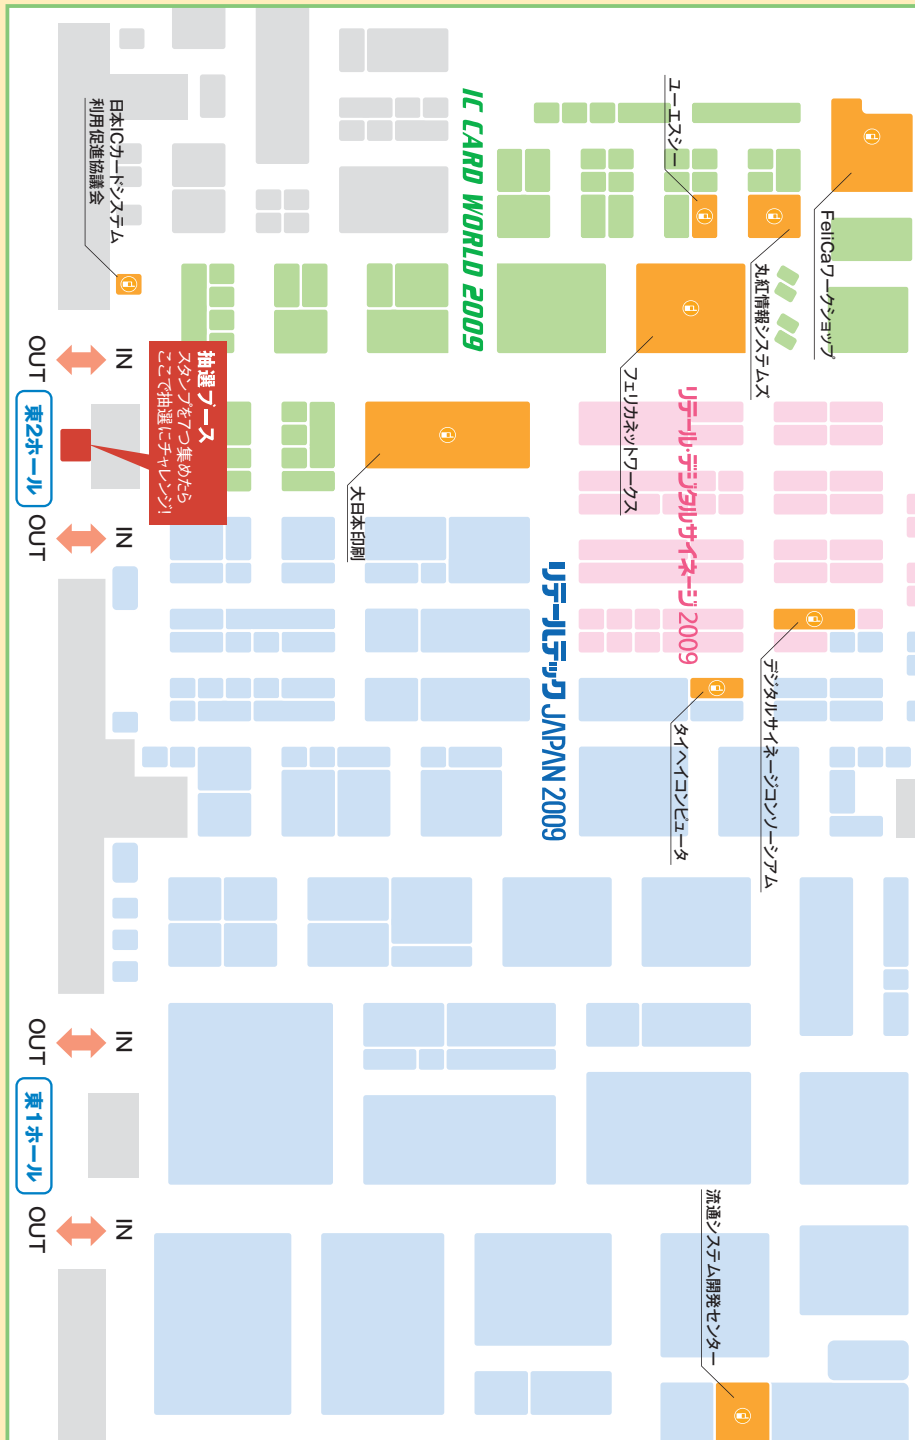 FeliCaワークショップ
丸紅情報システムズ
ユーエスシー
フェリカネットワークス
IC CARD WORLD 2009
日本ICカードシステム
利用促進協議会
大日本印刷
抽選ブース
スタンプを7つ集めたら
ここで抽選にチャレンジ!
リテール・デジタルサイネージ2009
デジタルサイネージコンソーシアム
タイヘイコンピュータ
リテールテック JAPAN 2009
流通システム開発センター
IN
OUT
東2ホール
IN
OUT
IN
OUT
東1ホール
IN
OUT